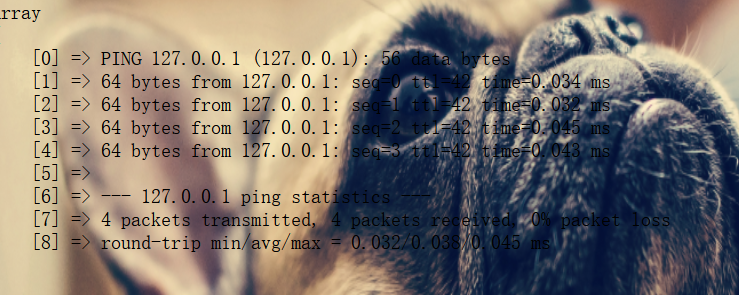 rray
[0] => PING 127.0.0.1 (127.0.0.1): 56 data bytes
[1] => 64 bytes from 127.0.0.1: seq=0 ttl=42 time=0.034 ms
[2] => 64 bytes from 127.0.0.1: seq=1 ttl=42 time=0.032 ms
[3] => 64 bytes from 127.0.0.1: seq=2 ttl=42 time=0.045 ms
[4] => 64 bytes from 127.0.0.1: seq=3 ttl=42 time=0.043 ms
[5] =>
[6] => --- 127.0.0.1 ping statistics ---
[7] => 4 packets transmitted, 4 packets received, 0% packet loss
[8] => round-trip min/avg/max = 0.032/0.038/0.045 ms